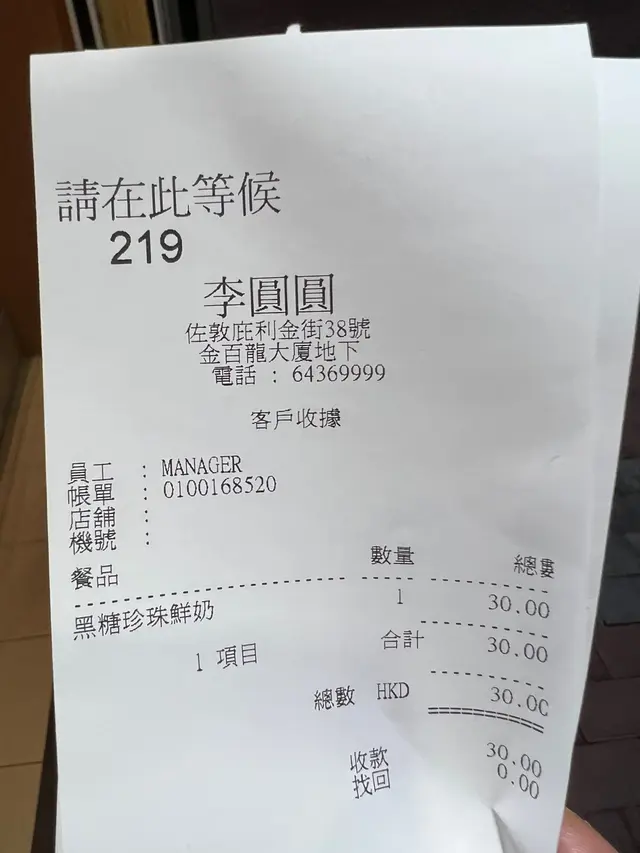 請在此等候
219
李圓圓
佐敦庇利金街38號
金百龍大廈地下
電話 : 64369999
客戶收據
員工 : MANAGER
帳單 : 0100168520
店舖 :
機號 :
餐品 數量 總數
黑糖珍珠鮮奶 1 30.00
1 項目 合計 30.00
總數 HKD 30.00
收款 30.00
找回 0.00